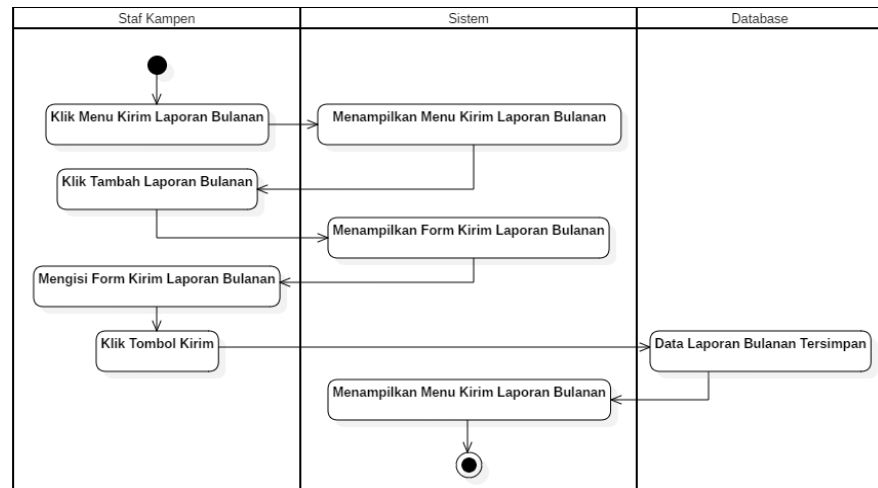 Staf Kampen
Sistem
Database
Klik Menu Kirim Laporan Bulanan
Menampilkan Menu Kirim Laporan Bulanan
Klik Tambah Laporan Bulanan
Menampilkan Form Kirim Laporan Bulanan
Mengisi Form Kirim Laporan Bulanan
Klik Tombol Kirim
Data Laporan Bulanan Tersimpan
Menampilkan Menu Kirim Laporan Bulanan